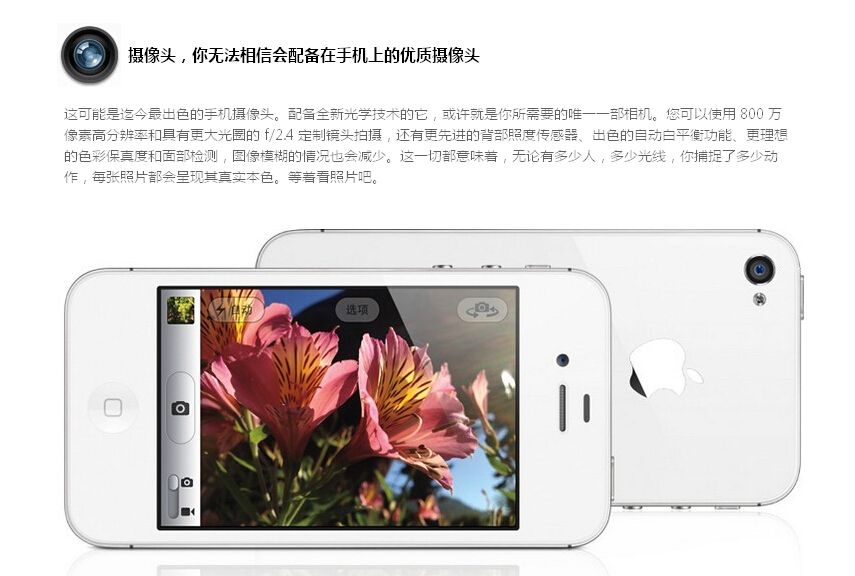 摄像头，你无法相信会配备在手机上的优质摄像头
这可能是迄今最出色的手机摄像头。配备全新光学技术的它，或许就是你所需要的唯一一部相机。您可以使用 800 万
像素高分辨率和具有更大光圈的 f/2.4 定制镜头拍摄，还有更先进的背部照度传感器、出色的自动白平衡功能、更理想
的色彩保真度和面部检测，图像模糊的情况也会减少。这一切都意味着，无论有多少人，多少光线，你捕捉了多少动
作，每张照片都会呈现其真实本色。等着看照片吧。
自动
选项